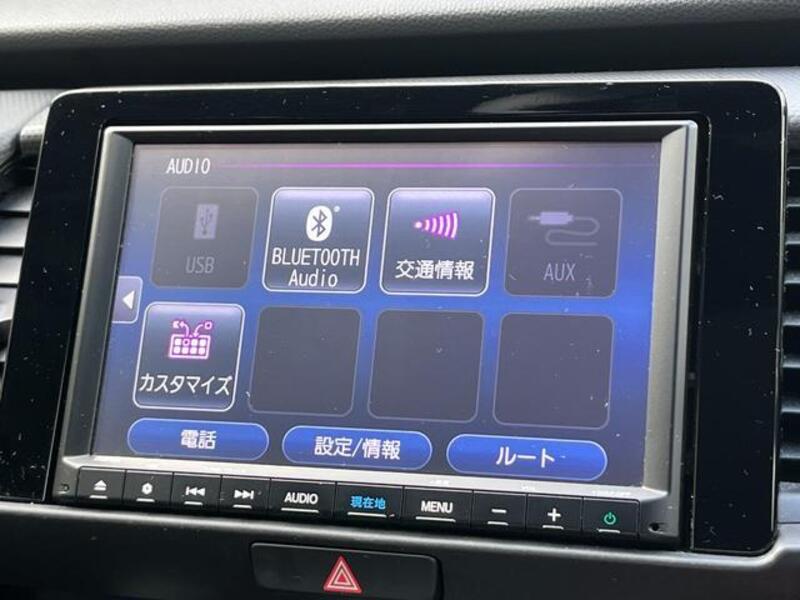 AUDIO
USB
BLUETOOTH
Audio
交通情報
AUX
カスタマイズ
電話
設定/情報
ルート
AUDIO
現在地
MENU